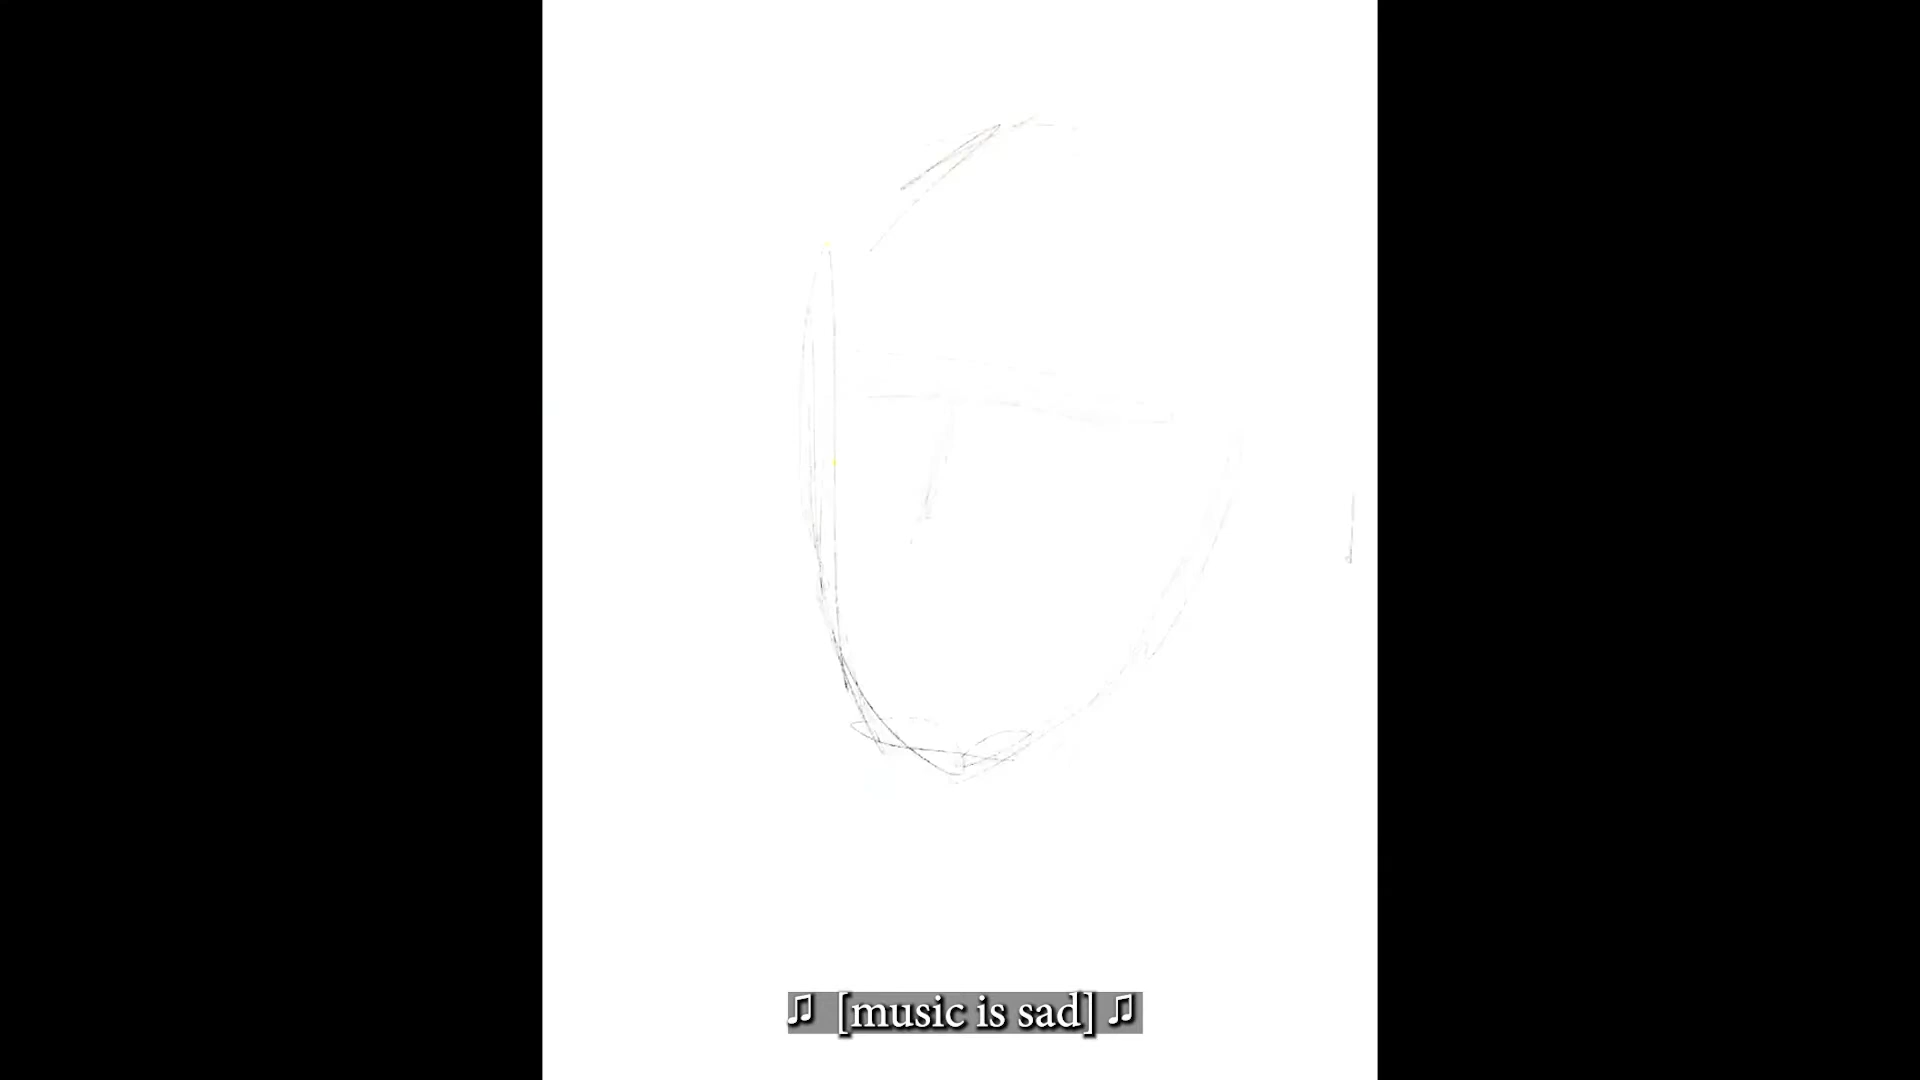 ♫ [music is sad] ♫